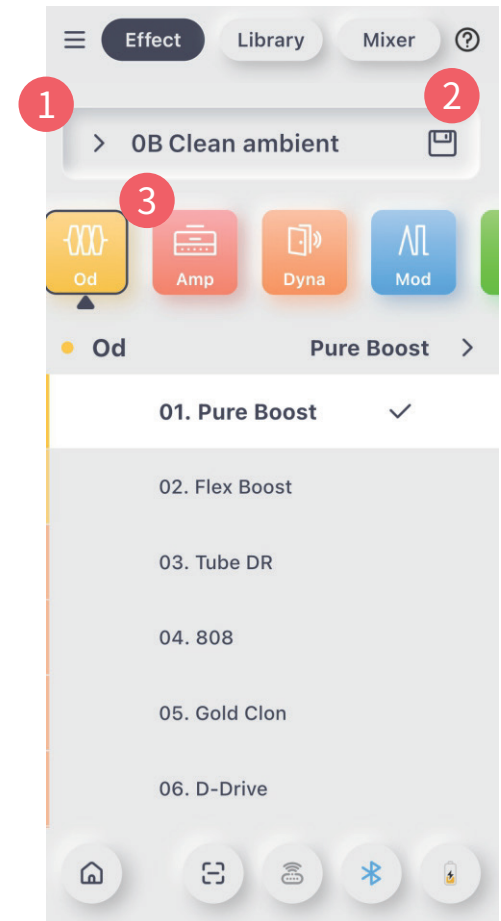 Effect Library Mixer ?
1 2
0B Clean ambient
3
Od Amp Dyna Mod
Od Pure Boost
01. Pure Boost
02. Flex Boost
03. Tube DR
04. 808
05. Gold Clon
06. D-Drive